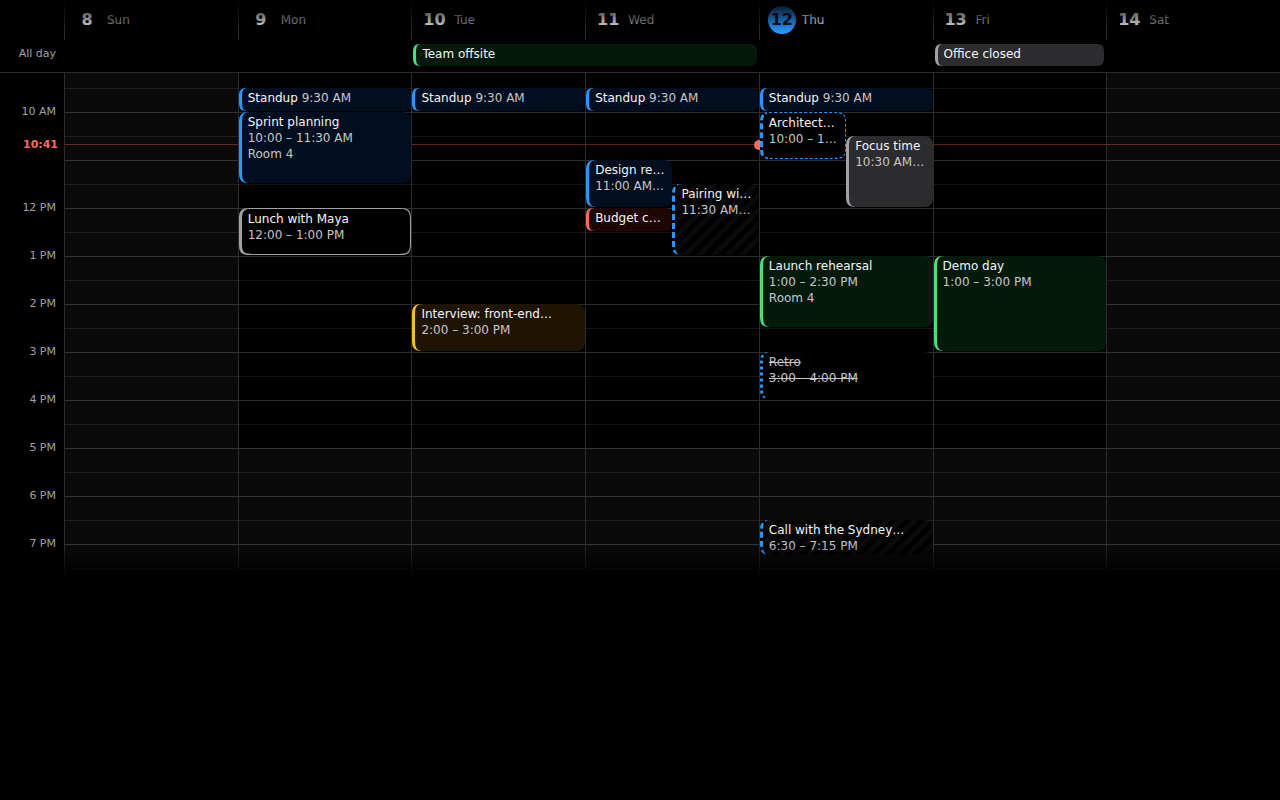 8 Sun
9 Mon
10 Tue
11 Wed
12 Thu
13 Fri
14 Sat
All day
Team offsite
Office closed
10 AM
10:41
12 PM
1 PM
2 PM
3 PM
4 PM
5 PM
6 PM
7 PM
Standup 9:30 AM
Sprint planning
10:00 – 11:30 AM
Room 4
Lunch with Maya
12:00 – 1:00 PM
Standup 9:30 AM
Interview: front-end…
2:00 – 3:00 PM
Standup 9:30 AM
Design re…
11:00 AM…
Pairing wi…
11:30 AM…
Budget c…
Standup 9:30 AM
Architect…
10:00 – 1…
Focus time
10:30 AM…
Launch rehearsal
1:00 – 2:30 PM
Room 4
Retro
3:00 – 4:00 PM
Call with the Sydney…
6:30 – 7:15 PM
Demo day
1:00 – 3:00 PM